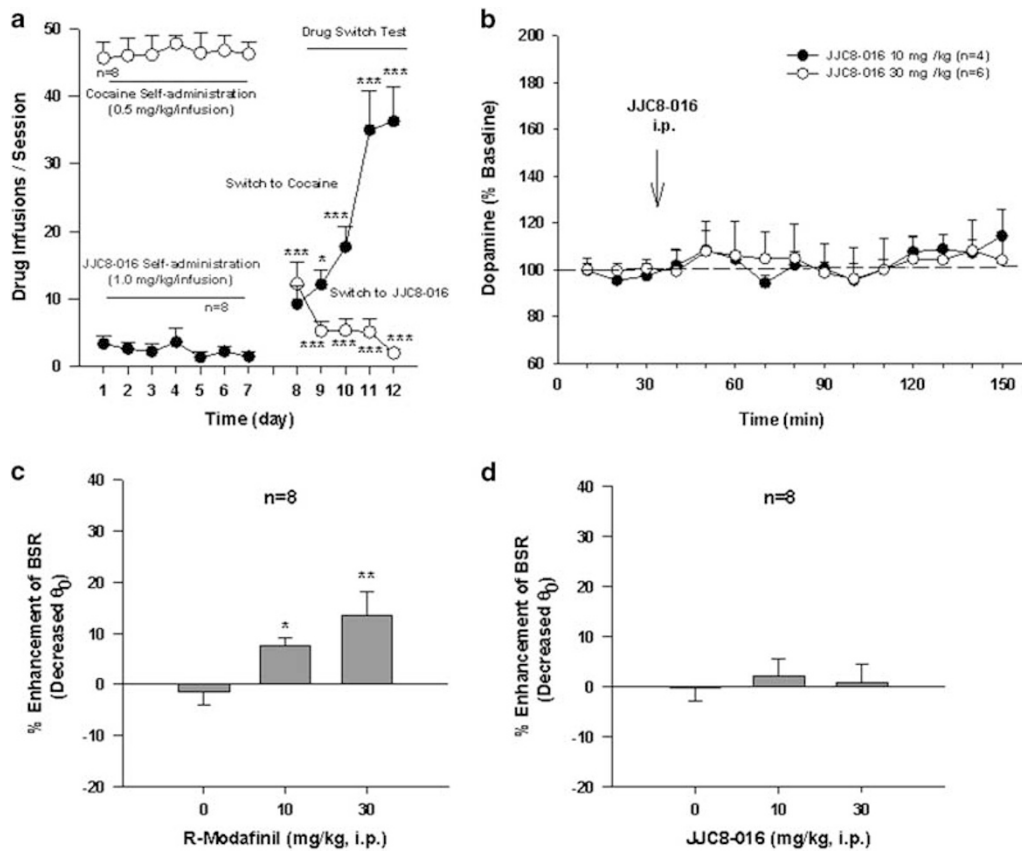 a
50
40
30
20
10
0
Drug Infusions / Session
n=8
Cocaine Self-administration
(0.5 mg/kg/infusion)
Drug Switch Test
*** ***
Switch to Cocaine
***
*** *
JJC8-016 Self-administration
(1.0 mg/kg/infusion)
n=8
Switch to JJC8-016
*** *** *** ***
1 2 3 4 5 6 7 8 9 10 11 12
Time (day)
b
200
180
160
140
120
100
80
60
Dopamine (% Baseline)
JJC8-016 10 mg /kg (n=4)
JJC8-016 30 mg /kg (n=6)
JJC8-016
i.p.
0 30 60 90 120 150
Time (min)
c
40
30
20
10
0
-10
-20
% Enhancement of BSR
(Decreased θ0)
n=8
*
**
0 10 30
R-Modafinil (mg/kg, i.p.)
d
40
30
20
10
0
-10
-20
% Enhancement of BSR
(Decreased θ0)
n=8
0 10 30
JJC8-016 (mg/kg, i.p.)